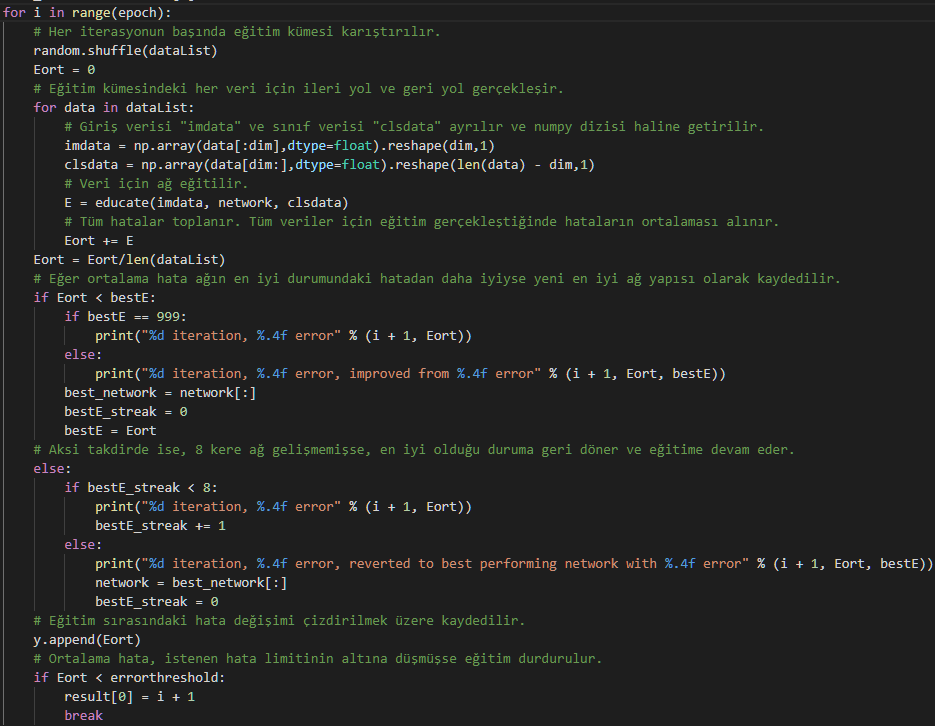 for i in range(epoch):
    # Her iterasyonun başında eğitim kümesi karıştırılır.
    random.shuffle(dataList)
    Eort = 0
    # Eğitim kümesindeki her veri için ileri yol ve geri yol gerçekleşir.
    for data in dataList:
        # Giriş verisi "imdata" ve sınıf verisi "clsdata" ayrılır ve numpy dizisi haline getirilir.
        imdata = np.array(data[:dim],dtype=float).reshape(dim,1)
        clsdata = np.array(data[dim:],dtype=float).reshape(len(data) - dim,1)
        # Veri için ağ eğitilir.
        E = educate(imdata, network, clsdata)
        # Tüm hatalar toplanır. Tüm veriler için eğitim gerçekleştiğinde hataların ortalaması alınır.
        Eort += E
    Eort = Eort/len(dataList)
    # Eğer ortalama hata ağın en iyi durumundaki hatadan daha iyiyse yeni en iyi ağ yapısı olarak kaydedilir.
    if Eort < bestE:
        if bestE == 999:
            print("%d iteration, %.4f error" % (i + 1, Eort))
        else:
            print("%d iteration, %.4f error, improved from %.4f error" % (i + 1, Eort, bestE))
        best_network = network[:]
        bestE_streak = 0
        bestE = Eort
    # Aksi takdirde ise, 8 kere ağ gelişmemişse, en iyi olduğu duruma geri döner ve eğitime devam eder.
    else:
        if bestE_streak < 8:
            print("%d iteration, %.4f error" % (i + 1, Eort))
            bestE_streak += 1
        else:
            print("%d iteration, %.4f error, reverted to best performing network with %.4f error" % (i + 1, Eort, bestE))
            network = best_network[:]
            bestE_streak = 0
    # Eğitim sırasındaki hata değişimi çizdirilmek üzere kaydedilir.
    y.append(Eort)
    # Ortalama hata, istenen hata limitinin altına düşmüşse eğitim durdurulur.
    if Eort < errorthreshold:
        result[0] = i + 1
        break